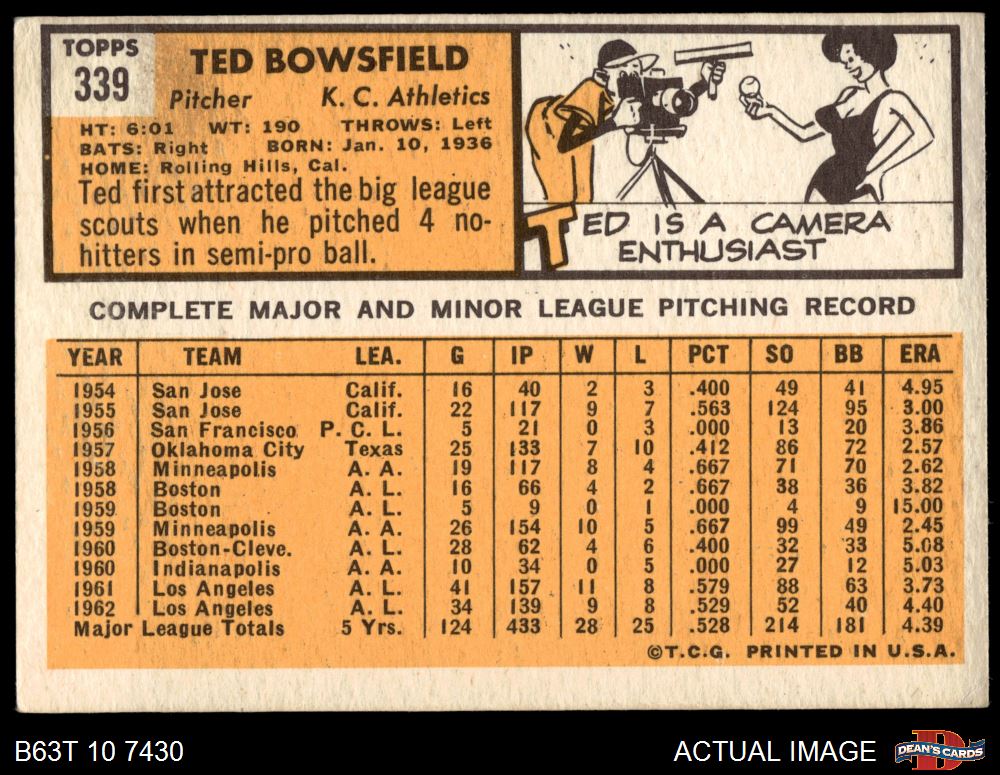 TOPPS
339
TED BOWSFIELD
Pitcher K. C. Athletics
HT: 6:01 WT: 190 THROWS: Left
BATS: Right BORN: Jan. 10, 1936
HOME: Rolling Hills, Cal.
Ted first attracted the big league
scouts when he pitched 4 no-
hitters in semi-pro ball.
TED IS A CAMERA
ENTHUSIAST
COMPLETE MAJOR AND MINOR LEAGUE PITCHING RECORD
YEAR TEAM LEA. G IP W L PCT SO BB ERA
1954 San Jose Calif. 16 40 2 3 .400 49 41 4.95
1955 San Jose Calif. 22 117 9 7 .563 124 95 3.00
1956 San Francisco P. C. L. 5 21 0 3 .000 13 20 3.86
1957 Oklahoma City Texas 25 133 7 10 .412 86 72 2.57
1958 Minneapolis A. A. 19 117 8 4 .667 71 70 2.62
1958 Boston A. L. 16 66 4 2 .667 38 36 3.82
1959 Boston A. L. 5 9 0 1 .000 4 9 15.00
1959 Minneapolis A. A. 26 154 10 5 .667 99 49 2.45
1960 Boston-Cleve. A. L. 28 62 4 6 .400 32 33 5.08
1960 Indianapolis A. A. 10 34 0 5 .000 27 12 5.03
1961 Los Angeles A. L. 41 157 11 8 .579 88 63 3.73
1962 Los Angeles A. L. 34 139 9 8 .529 52 40 4.40
Major League Totals 5 Yrs. 124 433 28 25 .528 214 181 4.39
©T.C.G. PRINTED IN U.S.A.
B63T 10 7430 ACTUAL IMAGE DEAN'S CARDS